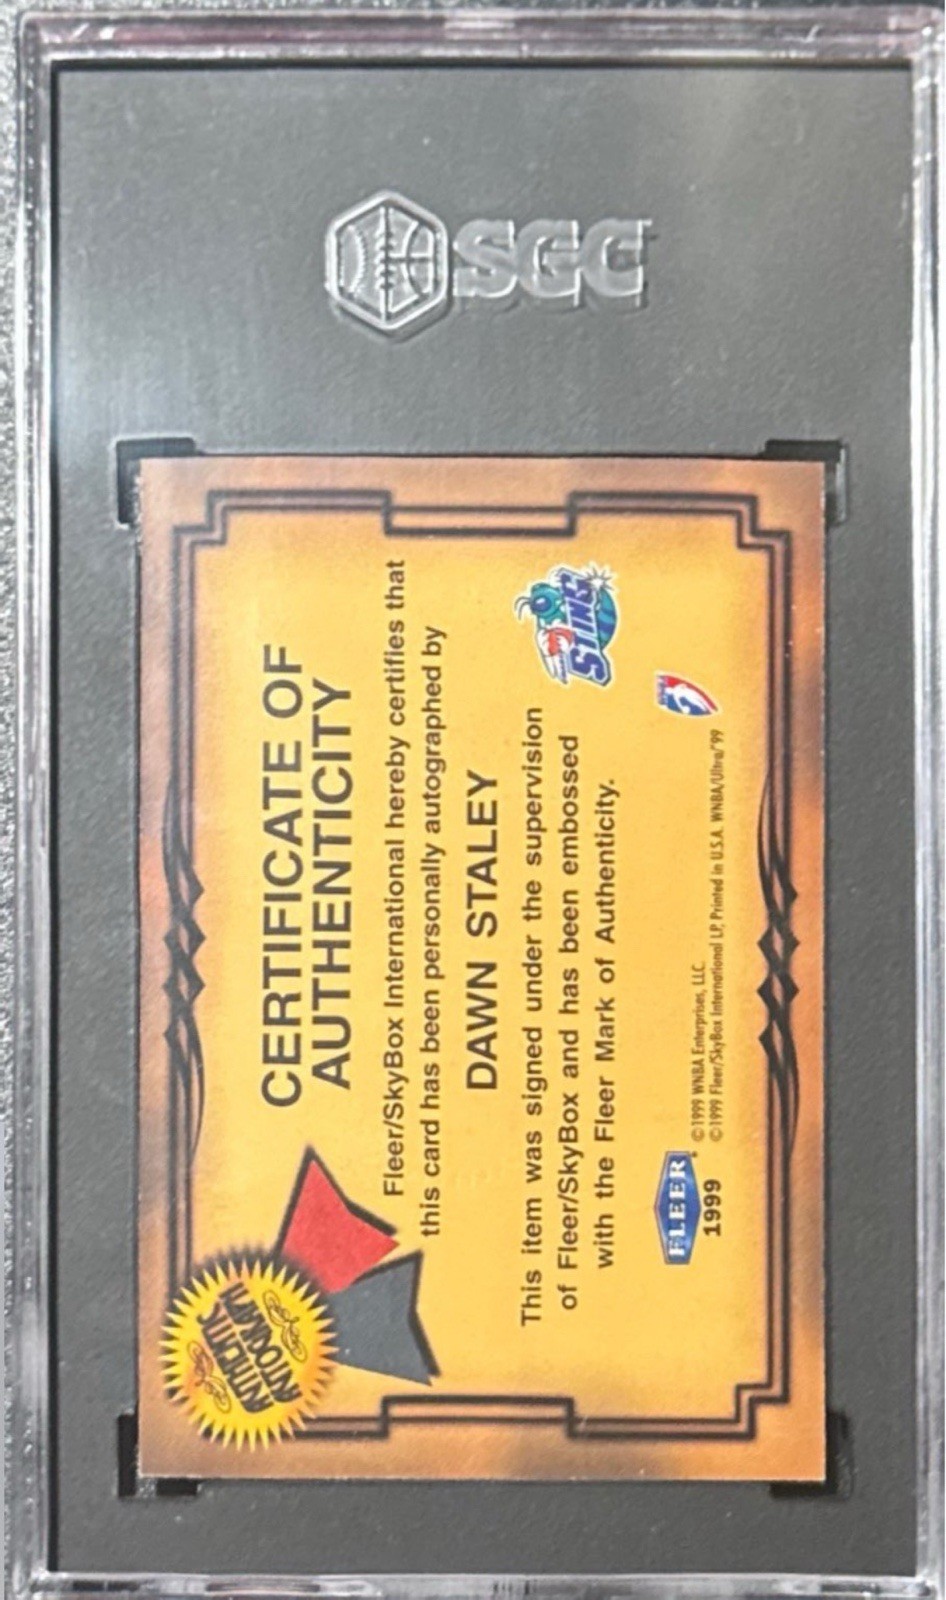 SGC
CERTIFICATE OF
AUTHENTICITY
Fleer/SkyBox International hereby certifies that
this card has been personally autographed by
DAWN STALEY
This item was signed under the supervision
of Fleer/SkyBox and has been embossed
with the Fleer Mark of Authenticity.
AUTHENTIC
AUTOGRAPH
STING
FLEER
1999
©1999 WNBA Enterprises, LLC.
©1999 Fleer/SkyBox International LP. Printed in U.S.A. WNBA/Ultra/'99